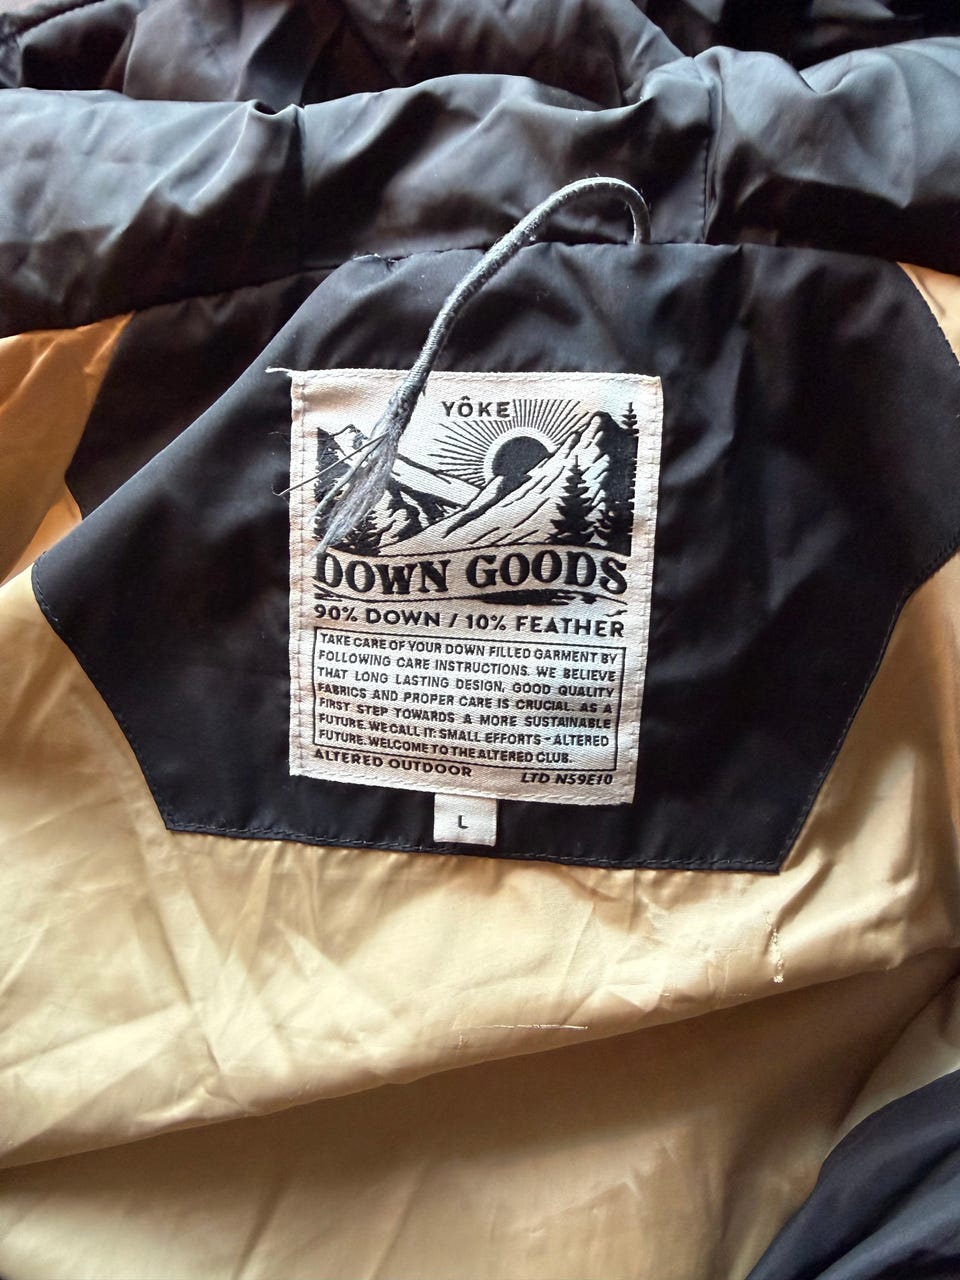 YÔKE
DOWN GOODS
90% DOWN / 10% FEATHER
TAKE CARE OF YOUR DOWN FILLED GARMENT BY
FOLLOWING CARE INSTRUCTIONS. WE BELIEVE
THAT LONG LASTING DESIGN, GOOD QUALITY
FABRICS AND PROPER CARE IS CRUCIAL. AS A
FIRST STEP TOWARDS A MORE SUSTAINABLE
FUTURE. WE CALL IT: SMALL EFFORTS - ALTERED
FUTURE. WELCOME TO THE ALTERED CLUB.
ALTERED OUTDOOR LTD N59E10
L